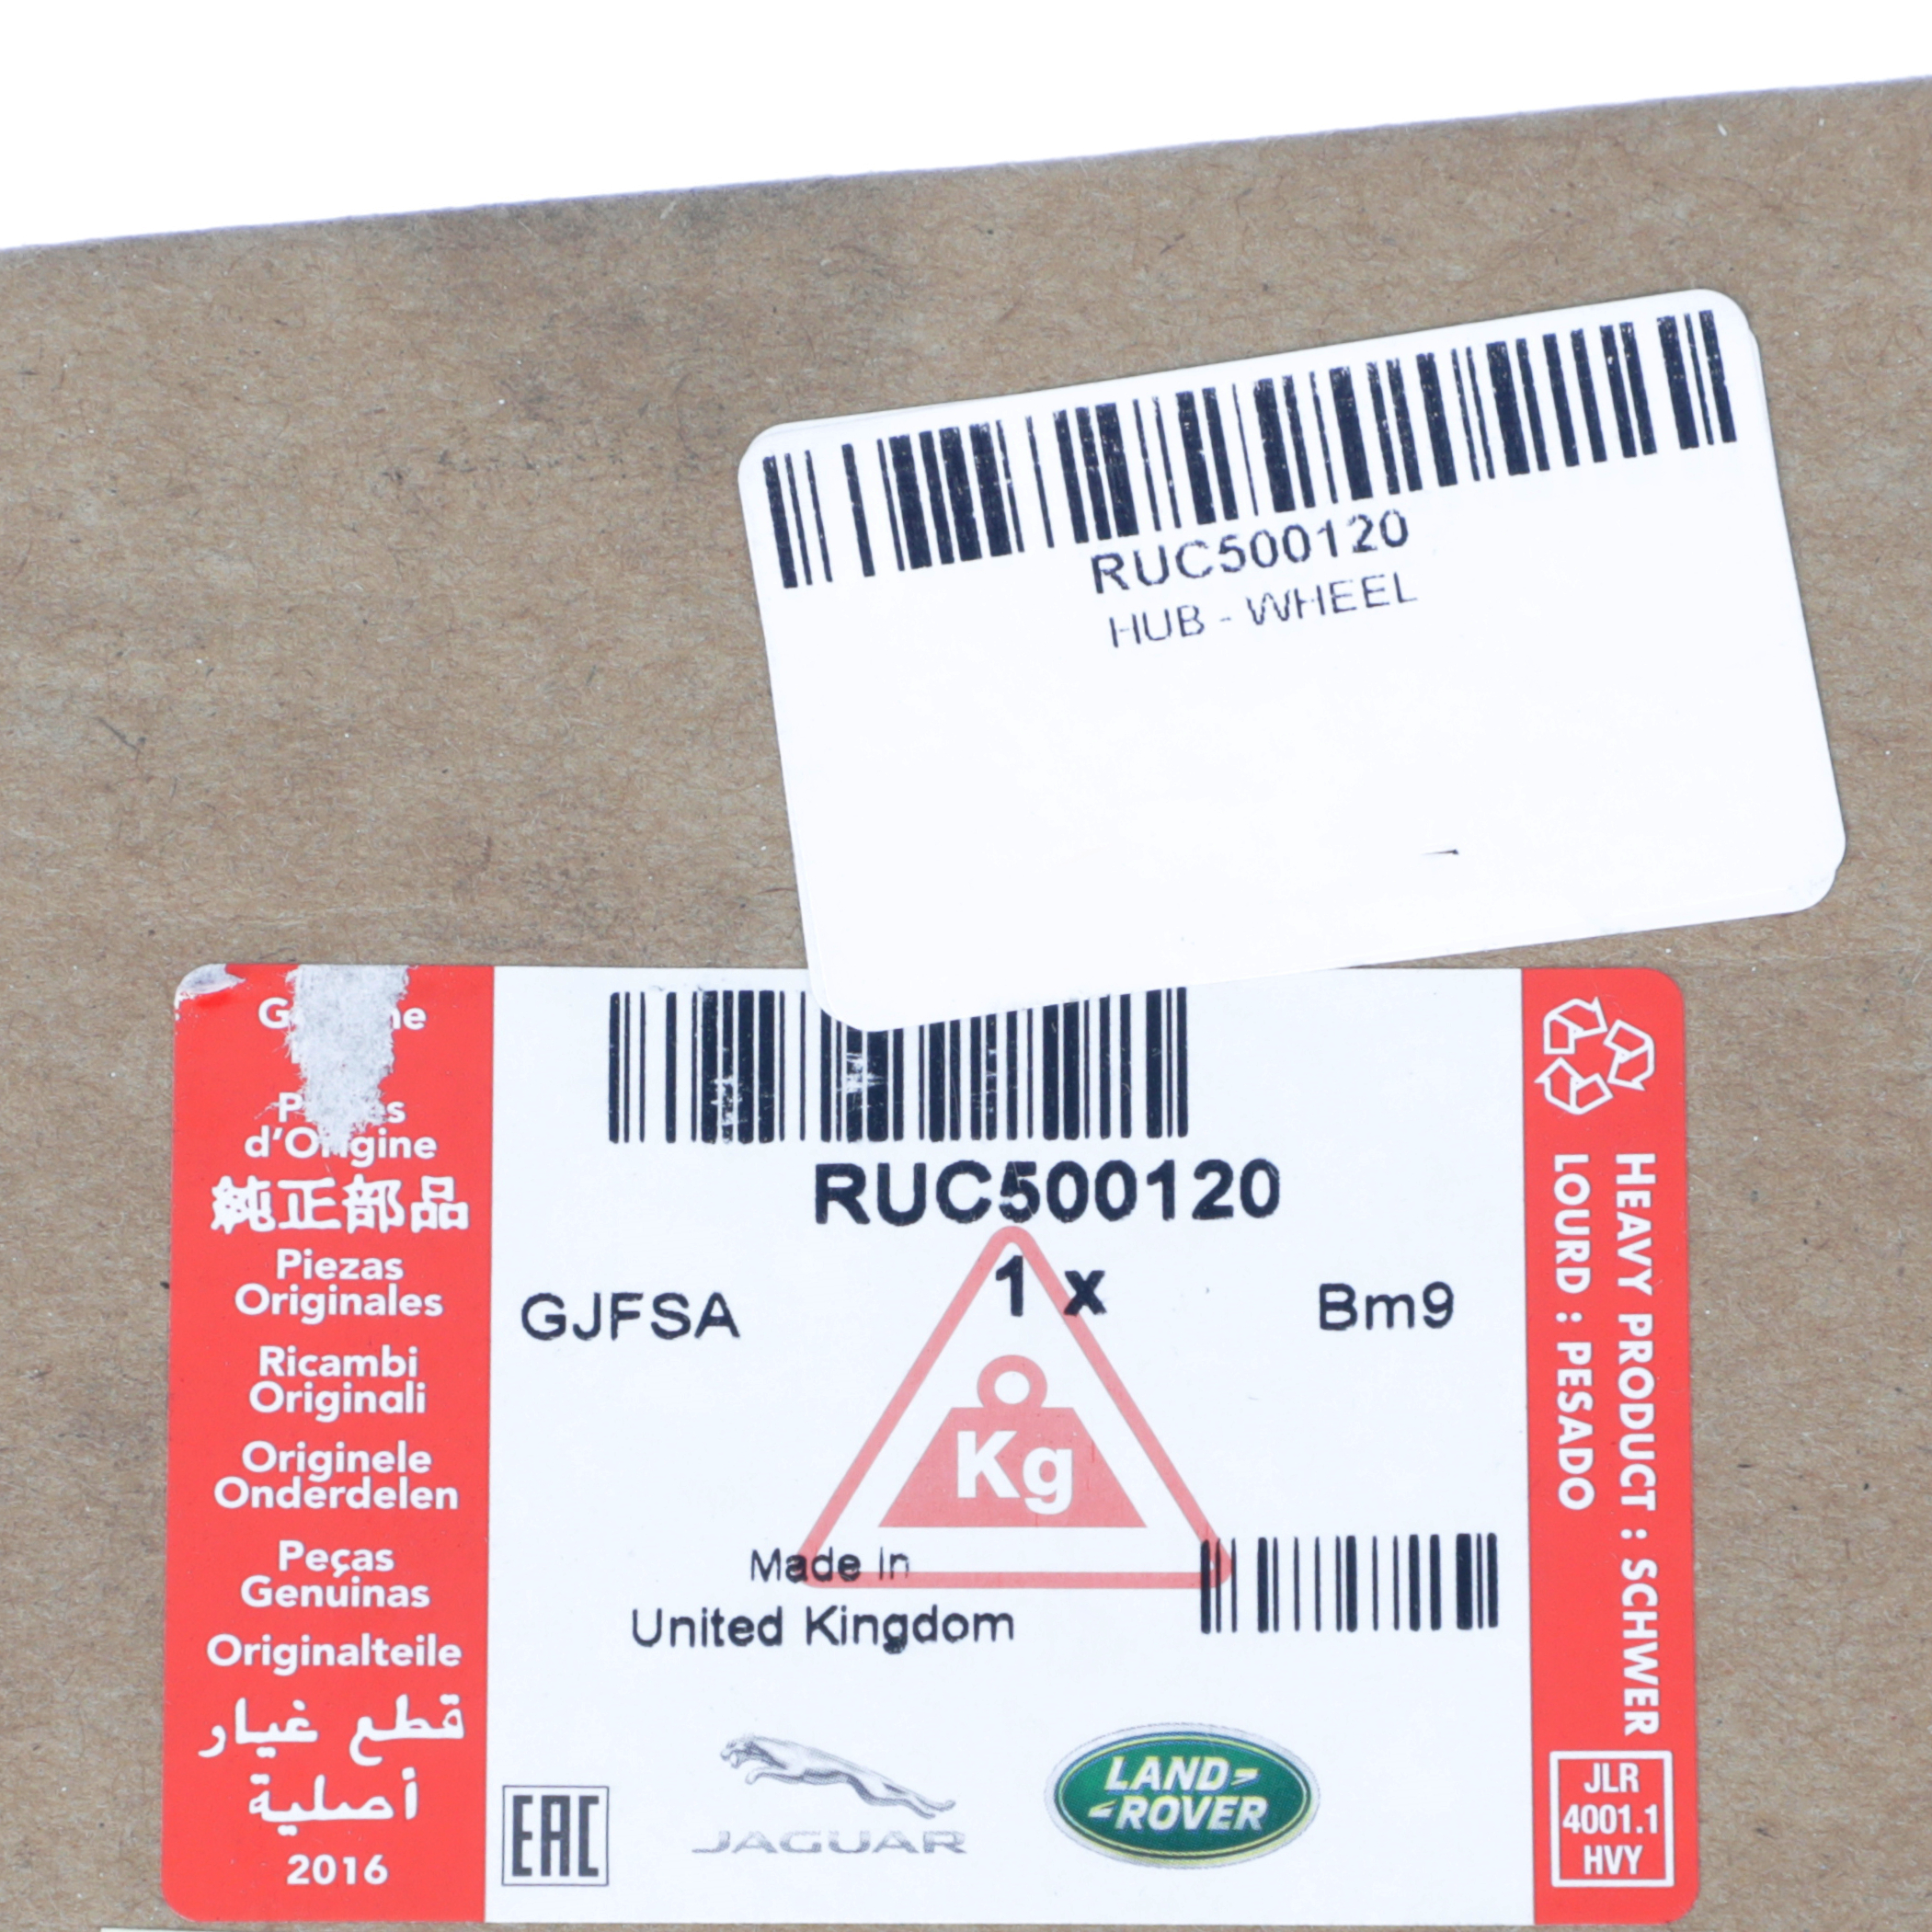 RUC500120
HUB - WHEEL
d'Origine
純正部品
Piezas
Originales
Ricambi
Originali
Originele
Onderdelen
Peças
Genuinas
Originalteile
قطع غيار
أصلية
2016
RUC500120
1 x
GJFSA
Bm9
Kg
Made in
United Kingdom
EAC
JAGUAR
LAND-
-ROVER
HEAVY PRODUCT : SCHWER
LOURD : PESADO
JLR
4001.1
HVY